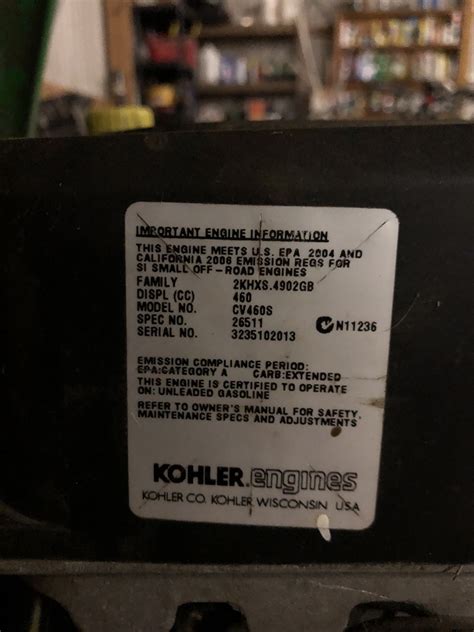 IMPORTANT ENGINE INFORMATION
THIS ENGINE MEETS U.S. EPA 2004 AND
CALIFORNIA 2006 EMISSION REGS FOR
SI SMALL OFF-ROAD ENGINES
FAMILY 2KHXS.4902GB
DISPL (CC) 460
MODEL NO. CV460S
SPEC NO. 26511 N11236
SERIAL NO. 3235102013
EMISSION COMPLIANCE PERIOD:
EPA:CATEGORY A CARB:EXTENDED
THIS ENGINE IS CERTIFIED TO OPERATE
ON: UNLEADED GASOLINE
REFER TO OWNER'S MANUAL FOR SAFETY,
MAINTENANCE SPECS AND ADJUSTMENTS
KOHLER.engines
KOHLER CO. KOHLER, WISCONSIN USA